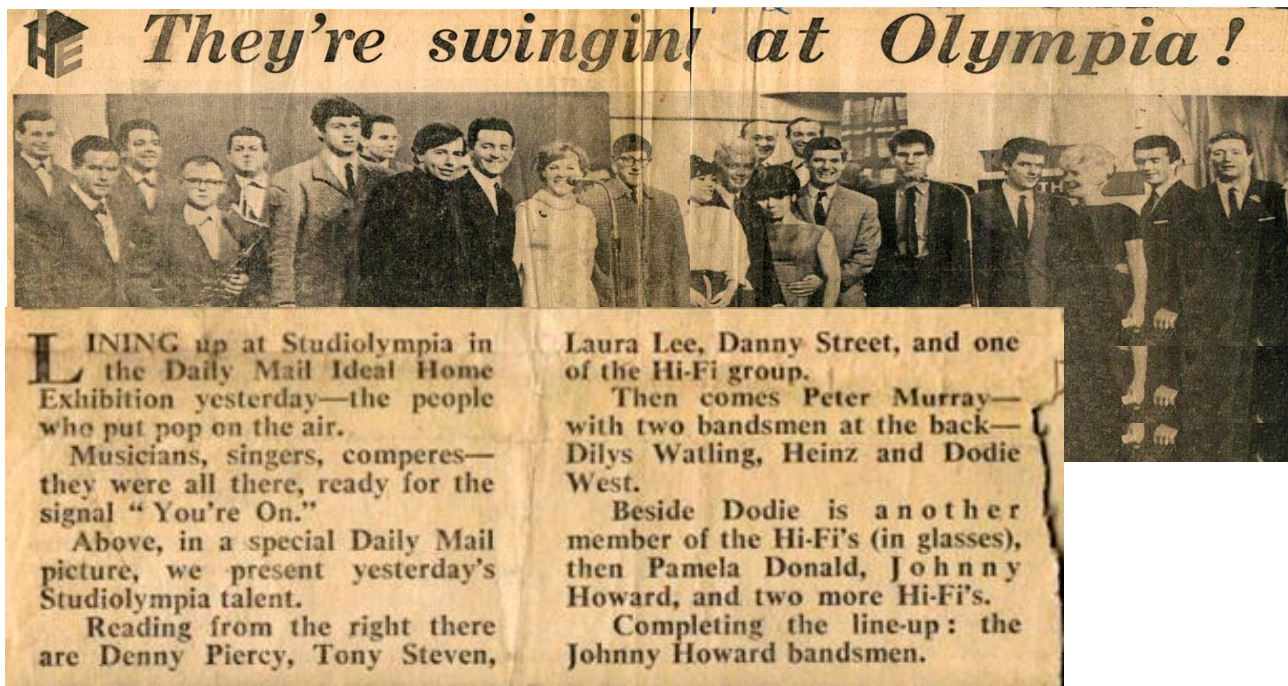 HE
They're swinging at Olympia!
TH
LINING up at Studiolympia in
the Daily Mail Ideal Home
Exhibition yesterday—the people
who put pop on the air.
Musicians, singers, comperes—
they were all there, ready for the
signal “ You're On.”
Above, in a special Daily Mail
picture, we present yesterday's
Studiolympia talent.
Reading from the right there
are Denny Piercy, Tony Steven,
Laura Lee, Danny Street, and one
of the Hi-Fi group.
Then comes Peter Murray—
with two bandsmen at the back—
Dilys Watling, Heinz and Dodie
West.
Beside Dodie is another
member of the Hi-Fi's (in glasses),
then Pamela Donald, Johnny
Howard, and two more Hi-Fi's.
Completing the line-up : the
Johnny Howard bandsmen.